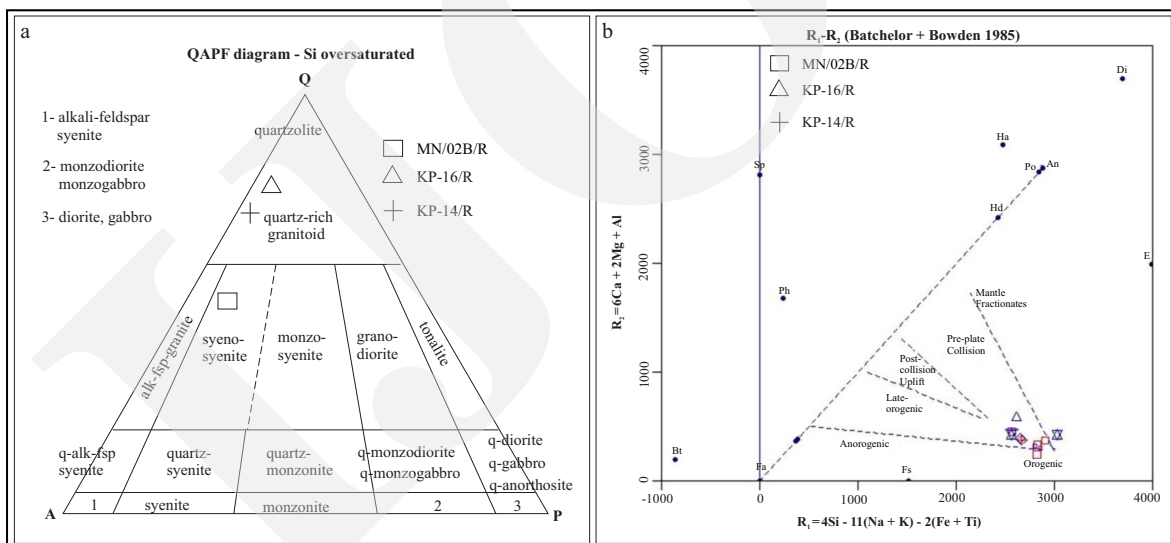 a
QAPF diagram - Si oversaturated
Q
1- alkali-feldspar
syenite
2- monzodiorite
monzogabbro
3- diorite, gabbro
quartzolite
MN/02B/R
KP-16/R
KP-14/R
quartz-rich
granitoid
alk-fsp-granite
syeno-
syenite
monzo-
syenite
grano-
diorite
tonalite
q-alk-fsp
syenite
quartz-
syenite
quartz-
monzonite
q-monzodiorite
q-monzogabbro
q-diorite
q-gabbro
q-anorthosite
A
1
syenite
monzonite
2
3
P
b
R₁-R₂ (Batchelor + Bowden 1985)
MN/02B/R
KP-16/R
KP-14/R
R₂ = 6Ca + 2Mg + Al
4000
3000
2000
1000
0
Di
Ha
Sp
Po
An
Hd
E
Ph
Mantle
Fractionates
Pre-plate
Collision
Post-
collision
Uplift
Late-
orogenic
Anorogenic
Orogenic
Bt
Fa
Fs
-1000
0
1000
2000
3000
4000
R₁ = 4Si - 11(Na + K) - 2(Fe + Ti)